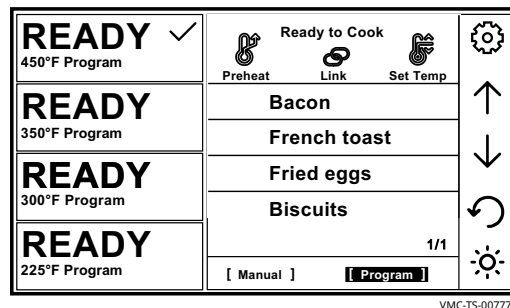 READY
450°F Program
READY
350°F Program
READY
300°F Program
READY
225°F Program
Ready to Cook
Preheat
Link
Set Temp
Bacon
French toast
Fried eggs
Biscuits
1/1
[ Manual ]
[ Program ]
VMC-TS-00777